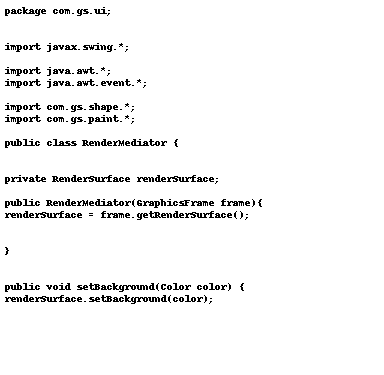 package com.gs.ui;
import javax.swing.*;
import java.awt.*;
import java.awt.event.*;
import com.gs.shape.*;
import com.gs.paint.*;
public class RenderMediator {
private RenderSurface renderSurface;
public RenderMediator(GraphicsFrame frame){
renderSurface = frame.getRenderSurface();
}
public void setBackground(Color color) {
renderSurface.setBackground(color);